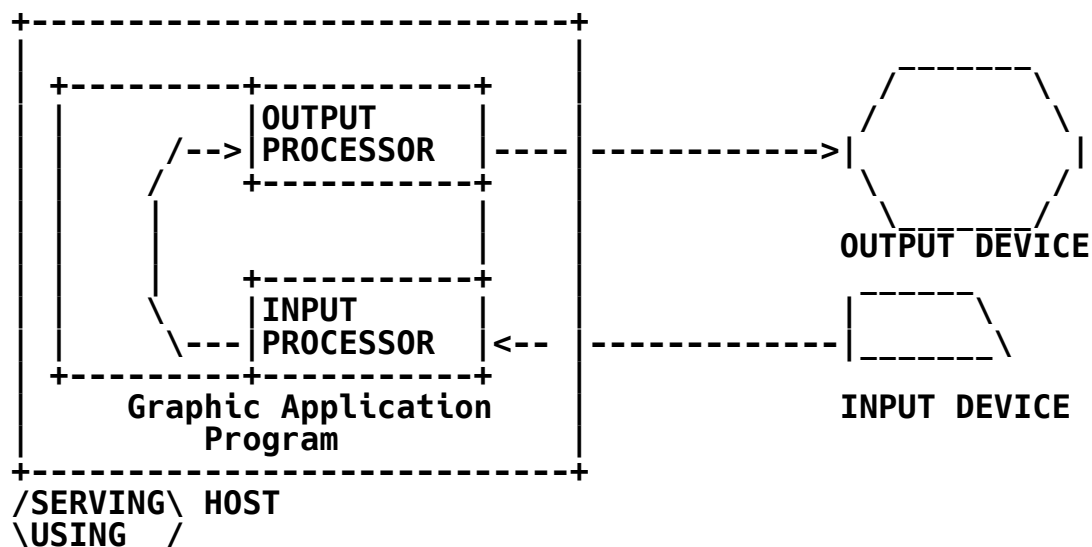 OUTPUT
PROCESSOR
OUTPUT DEVICE
INPUT
PROCESSOR
Graphic Application
Program
INPUT DEVICE
/SERVING\ HOST
\USING  /